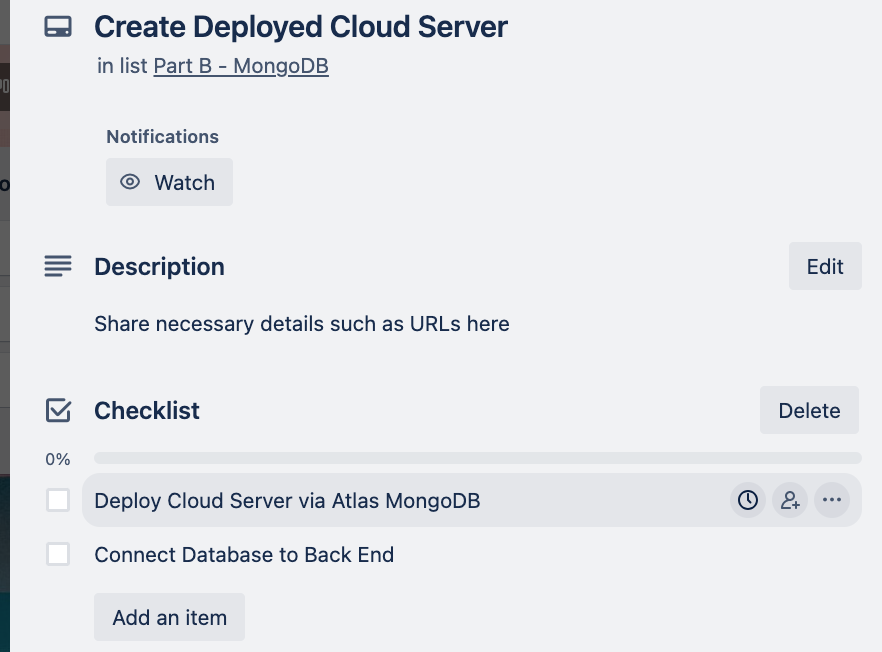 Create Deployed Cloud Server
in list Part B - MongoDB
Notifications
Watch
Description
Edit
Share necessary details such as URLs here
Checklist
Delete
0%
Deploy Cloud Server via Atlas MongoDB
Connect Database to Back End
Add an item